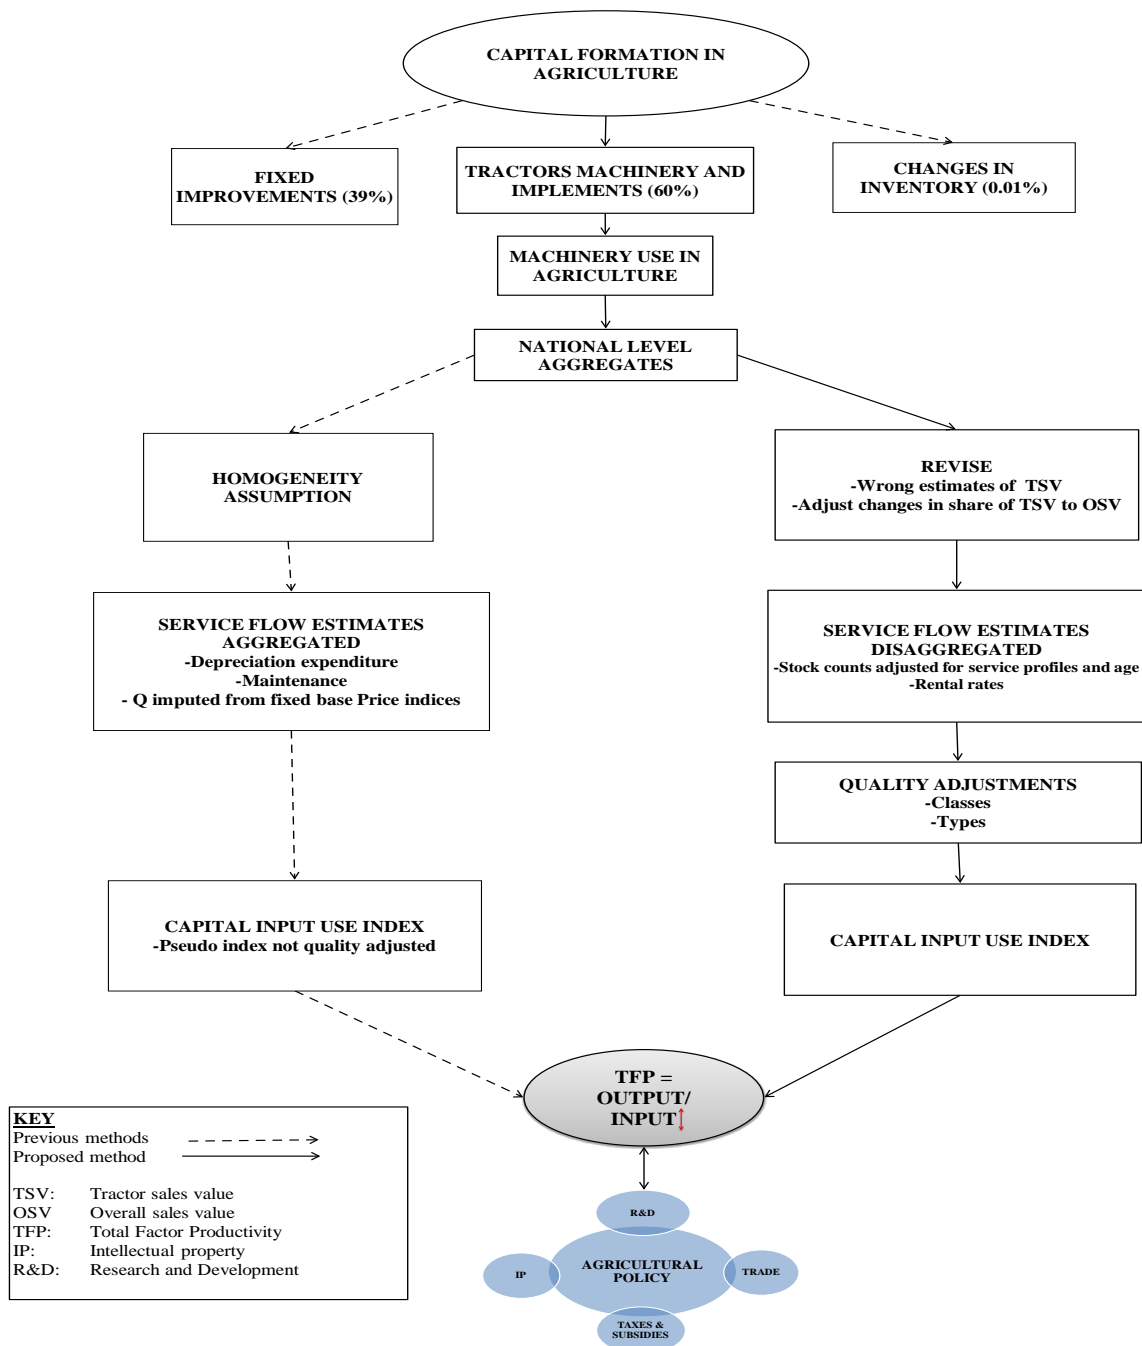 CAPITAL FORMATION IN
AGRICULTURE
FIXED
IMPROVEMENTS (39%)
TRACTORS MACHINERY AND
IMPLEMENTS (60%)
CHANGES IN
INVENTORY (0.01%)
MACHINERY USE IN
AGRICULTURE
NATIONAL LEVEL
AGGREGATES
HOMOGENEITY
ASSUMPTION
REVISE
-Wrong estimates of TSV
-Adjust changes in share of TSV to OSV
SERVICE FLOW ESTIMATES
AGGREGATED
-Depreciation expenditure
-Maintenance
- Q imputed from fixed base Price indices
SERVICE FLOW ESTIMATES
DISAGGREGATED
-Stock counts adjusted for service profiles and age
-Rental rates
QUALITY ADJUSTMENTS
-Classes
-Types
CAPITAL INPUT USE INDEX
-Pseudo index not quality adjusted
CAPITAL INPUT USE INDEX
TFP =
OUTPUT/
INPUT
KEY
Previous methods
Proposed method
TSV: Tractor sales value
OSV Overall sales value
TFP: Total Factor Productivity
IP: Intellectual property
R&D: Research and Development
R&D
IP
AGRICULTURAL
POLICY
TRADE
TAXES &
SUBSIDIES